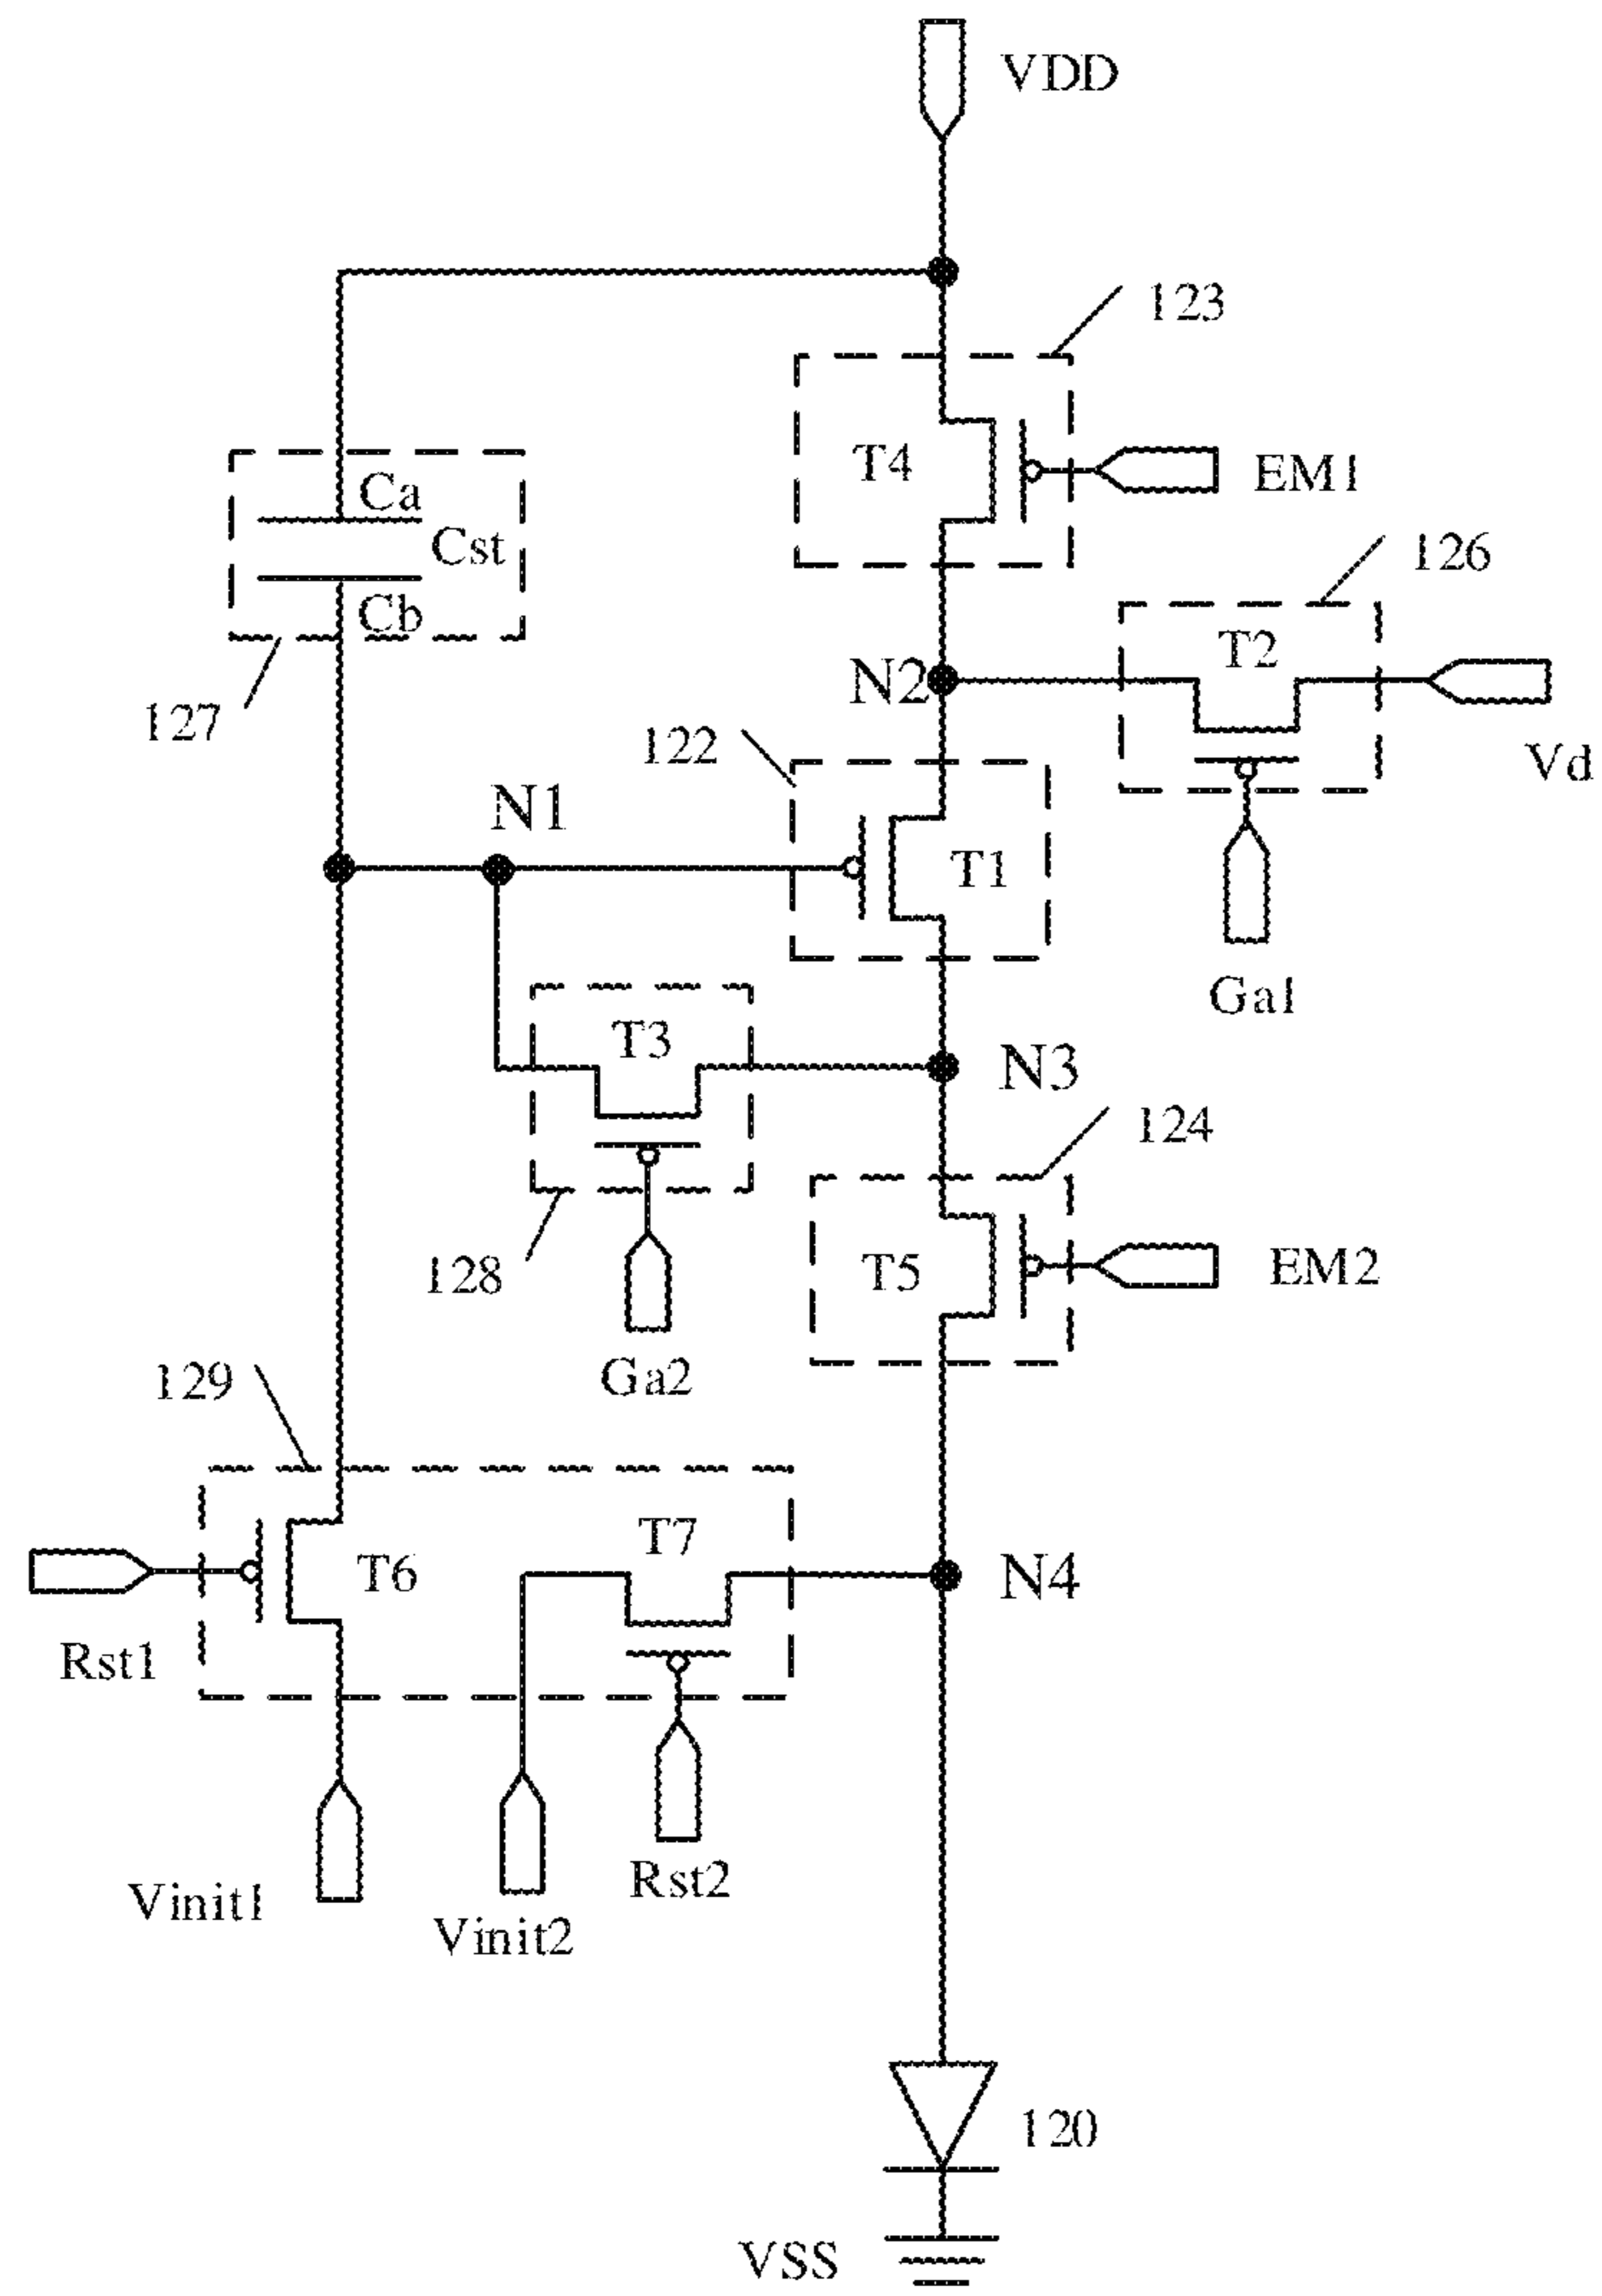 VDD
123
T4
EM1
Ca
Cst
Cb
126
T2
N2
127
122
Vd
N1
T1
Ga1
T3
N3
124
T5
EM2
128
Ga2
129
T7
T6
N4
Rst1
Rst2
Vinit1
Vinit2
120
VSS